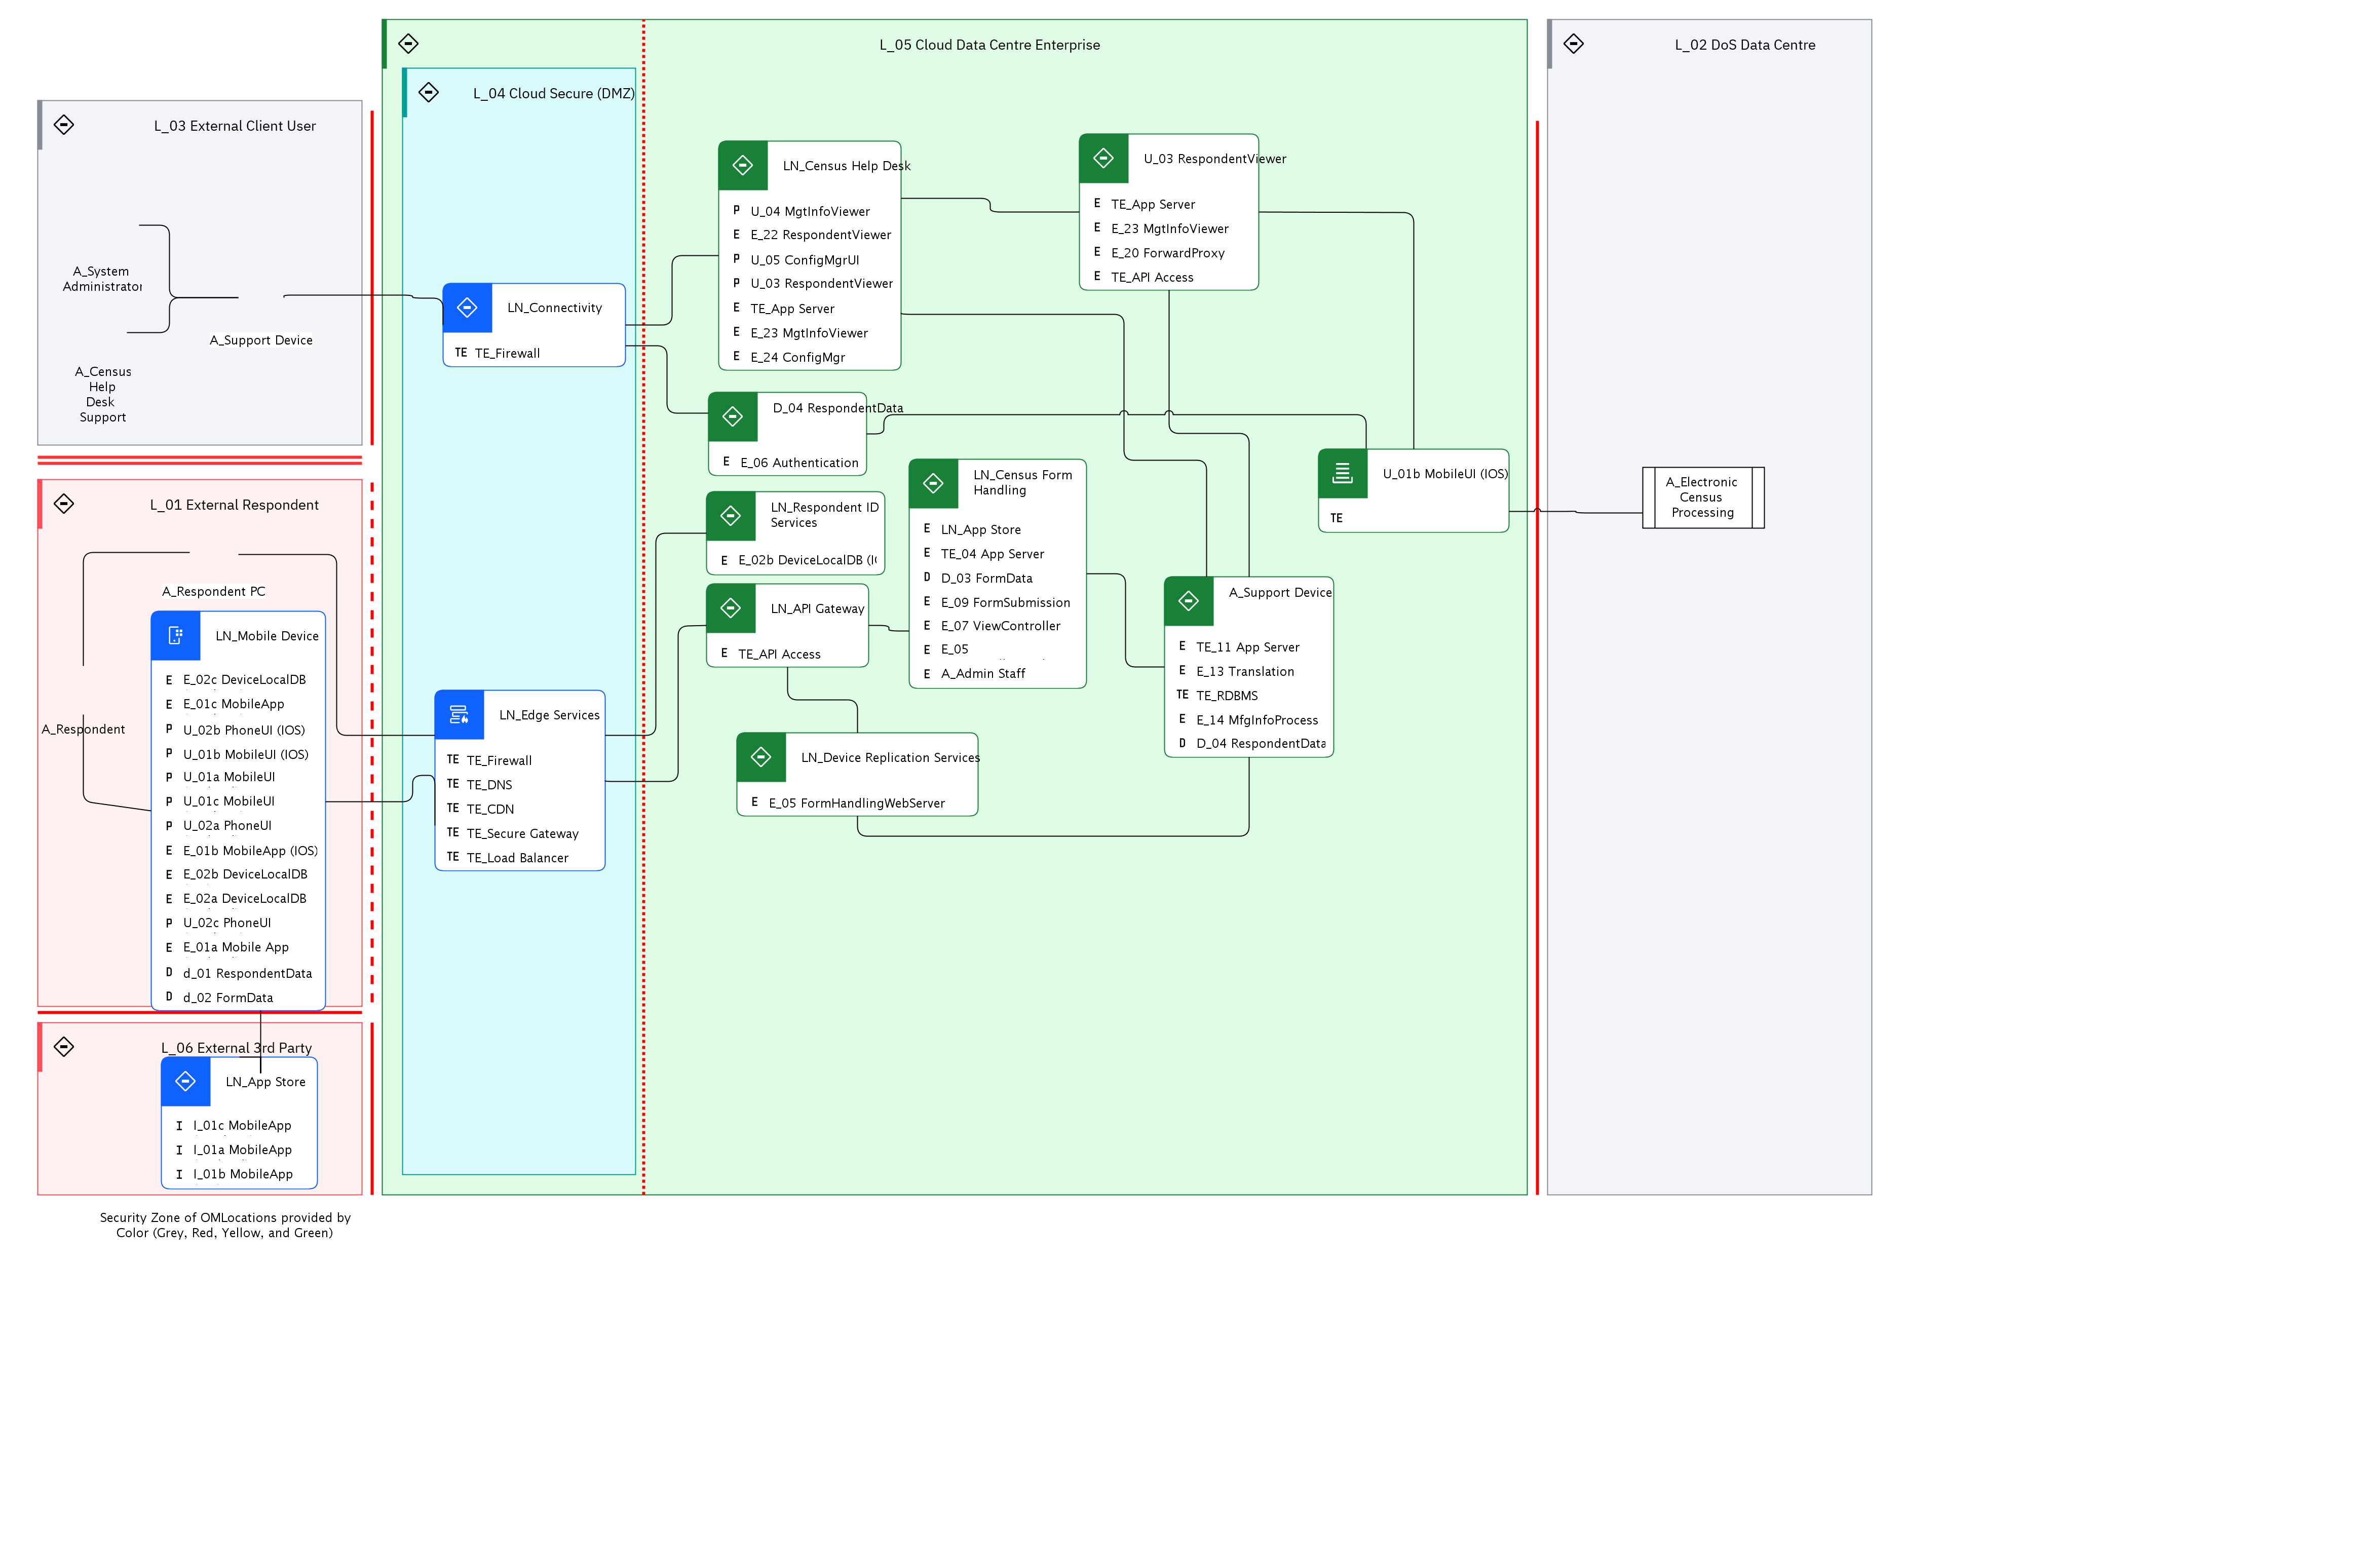 L_05 Cloud Data Centre Enterprise
L_02 DoS Data Centre
L_04 Cloud Secure (DMZ)
L_03 External Client User
A_System
Administrator
A_Support Device
A_Census
Help
Desk
Support
L_01 External Respondent
A_Respondent PC
A_Respondent
LN_Mobile Device
E E_02c DeviceLocalDB
E E_01c MobileApp
P U_02b PhoneUI (IOS)
P U_01b MobileUI (IOS)
P U_01a MobileUI
P U_01c MobileUI
P U_02a PhoneUI
E E_01b MobileApp (IOS)
E E_02b DeviceLocalDB
E E_02a DeviceLocalDB
P U_02c PhoneUI
E E_01a Mobile App
D d_01 RespondentData
D d_02 FormData
L_06 External 3rd Party
LN_App Store
I I_01c MobileApp
I I_01a MobileApp
I I_01b MobileApp
Security Zone of OMLocations provided by
Color (Grey, Red, Yellow, and Green)
LN_Connectivity
TE TE_Firewall
LN_Edge Services
TE TE_Firewall
TE TE_DNS
TE TE_CDN
TE TE_Secure Gateway
TE TE_Load Balancer
LN_Census Help Desk
P U_04 MgtInfoViewer
E E_22 RespondentViewer
P U_05 ConfigMgrUI
P U_03 RespondentViewer
E TE_App Server
E E_23 MgtInfoViewer
E E_24 ConfigMgr
U_03 RespondentViewer
E TE_App Server
E E_23 MgtInfoViewer
E E_20 ForwardProxy
E TE_API Access
D_04 RespondentData
E E_06 Authentication
LN_Respondent ID
Services
E E_02b DeviceLocalDB
LN_API Gateway
E TE_API Access
LN_Census Form
Handling
E LN_App Store
E TE_04 App Server
D D_03 FormData
E E_09 FormSubmission
E E_07 ViewController
E E_05
E A_Admin Staff
LN_Device Replication Services
E E_05 FormHandlingWebServer
A_Support Device
E TE_11 App Server
E E_13 Translation
TE TE_RDBMS
E E_14 MfgInfoProcess
D D_04 RespondentData
U_01b MobileUI (IOS)
TE
A_Electronic
Census
Processing